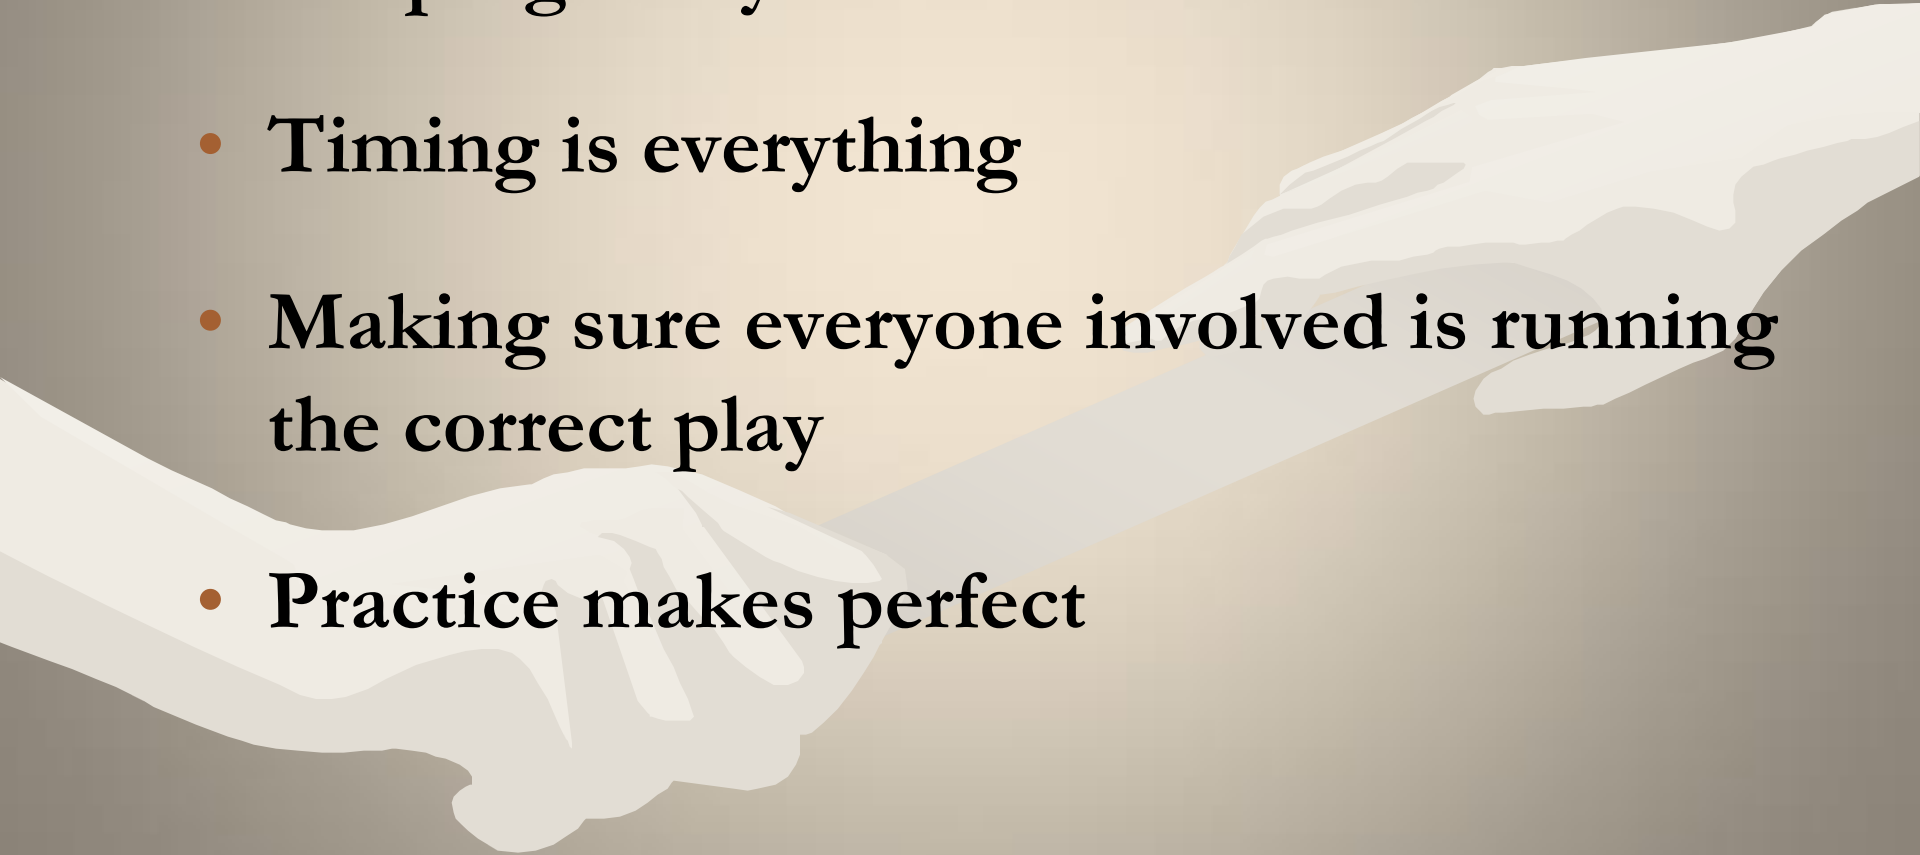 • Timing is everything
• Making sure everyone involved is running
the correct play
• Practice makes perfect